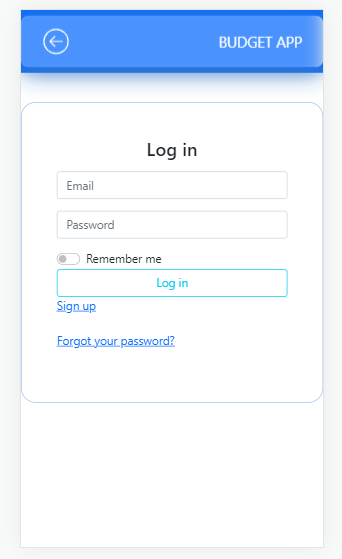 BUDGET APP
Log in
Email
Password
Remember me
Log in
Sign up
Forgot your password?